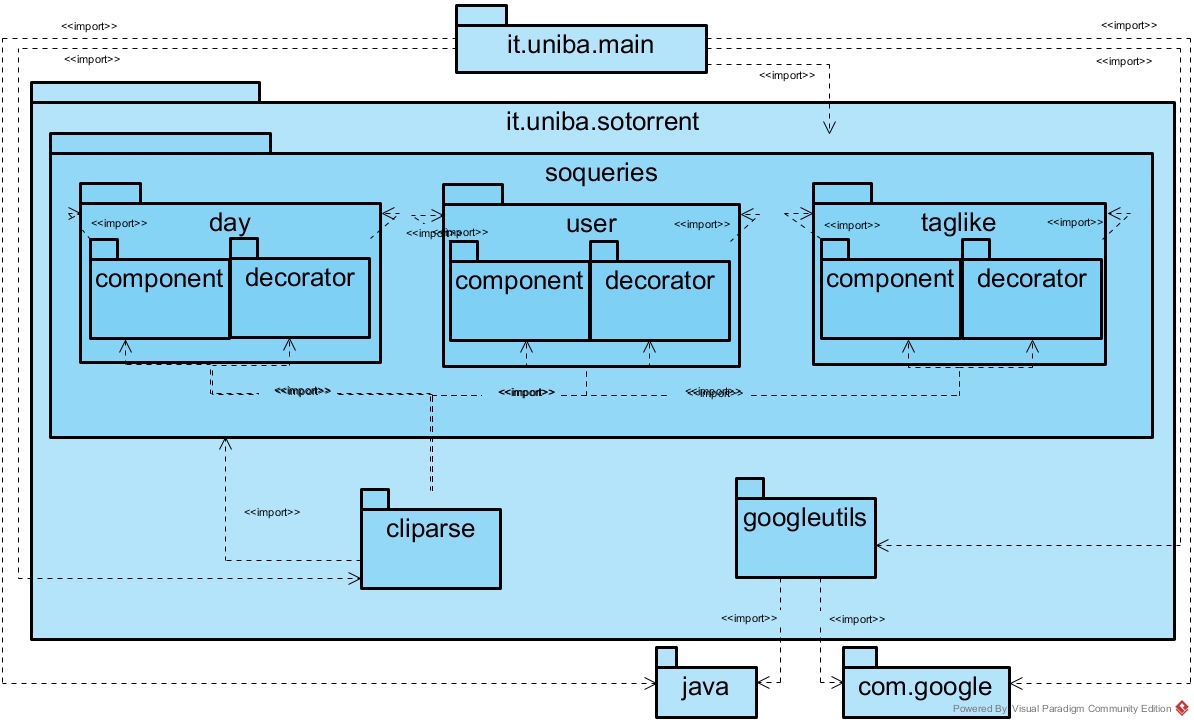 <<import>>
<<import>>
it.uniba.main
<<import>>
<<import>>
<<import>>
<<import>>
it.uniba.sotorrent
soqueries
day
<<import>>
user
<<import>>
<<import>>
<<import>>
taglike
<<import>>
<<import>>
component
decorator
component
decorator
component
decorator
<<import>>
<<import>>
<<import>>
<<import>>
<<import>>
cliparse
googleutils
<<import>>
<<import>>
java
com.google
Powered By Visual Paradigm Community Edition